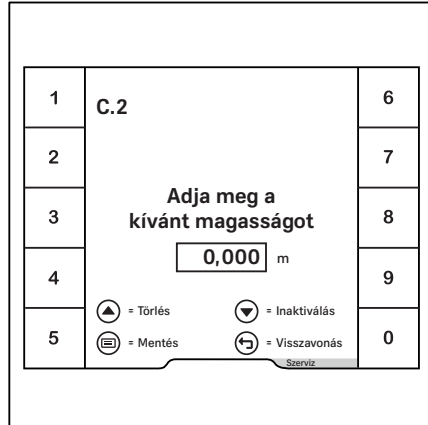 1
2
3
4
5
C.2
Adja meg a
kívánt magasságot
0,000 m
= Törlés
= Inaktiválás
= Mentés
= Visszavonás
Szerviz
6
7
8
9
0